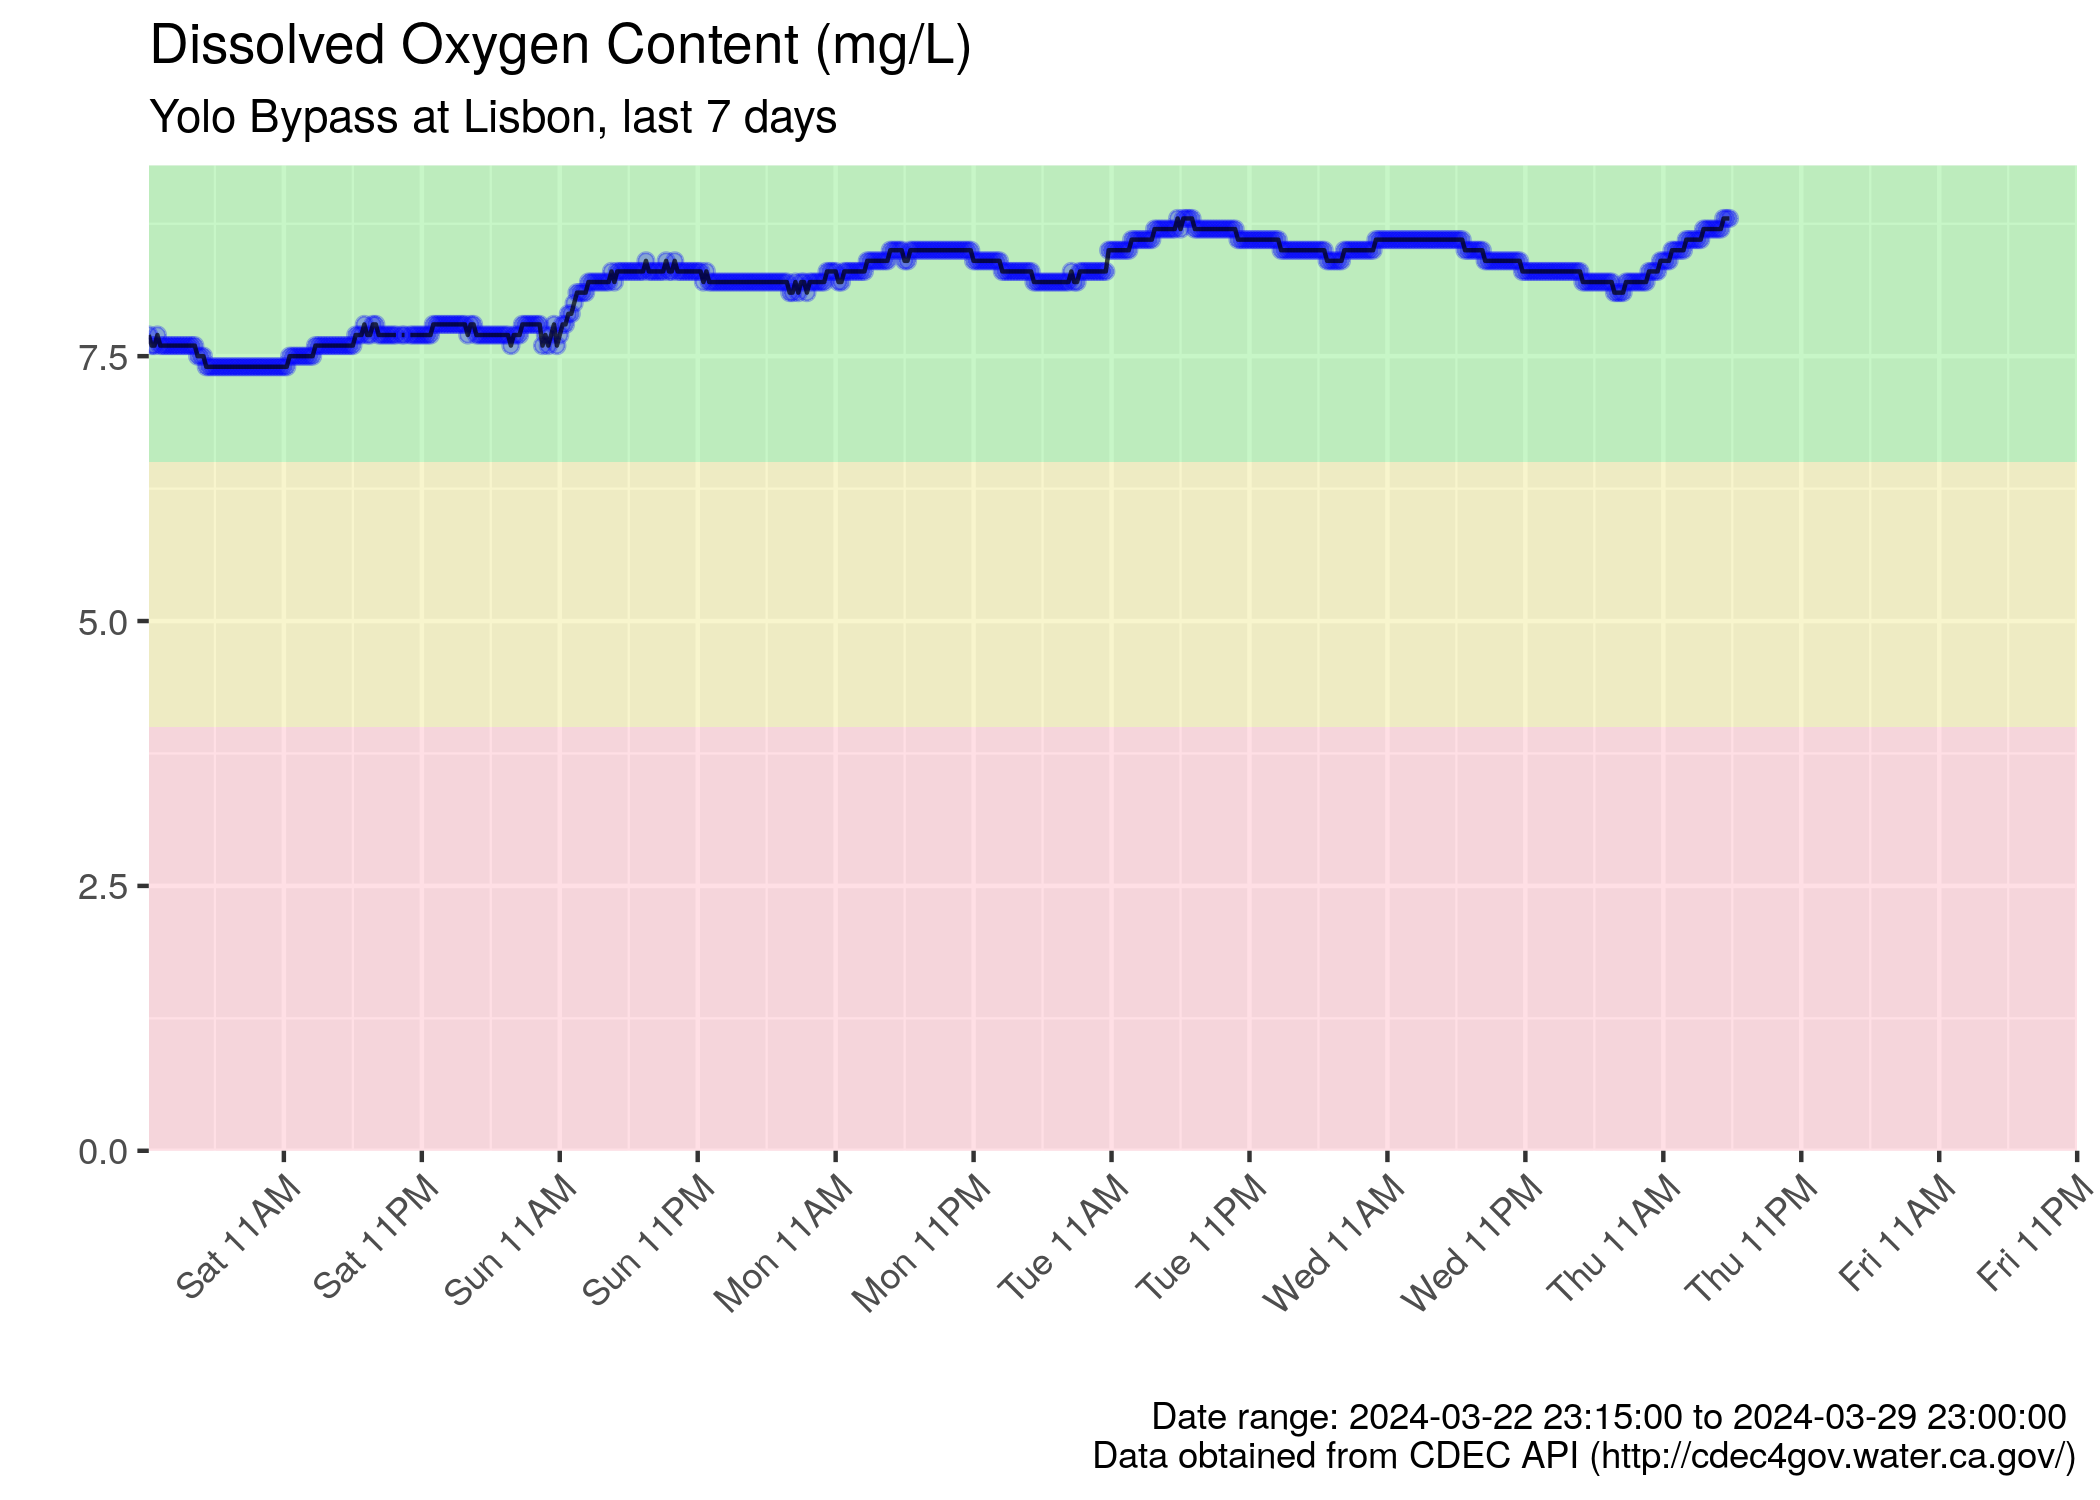 Dissolved Oxygen Content (mg/L)
Yolo Bypass at Lisbon, last 7 days
7.5
5.0
2.5
0.0
Sat 11AM
Sat 11PM
Sun 11AM
Sun 11PM
Mon 11AM
Mon 11PM
Tue 11AM
Tue 11PM
Wed 11AM
Wed 11PM
Thu 11AM
Thu 11PM
Fri 11AM
Fri 11PM
Date range: 2024-03-22 23:15:00 to 2024-03-29 23:00:00
Data obtained from CDEC API (http://cdec4gov.water.ca.gov/)